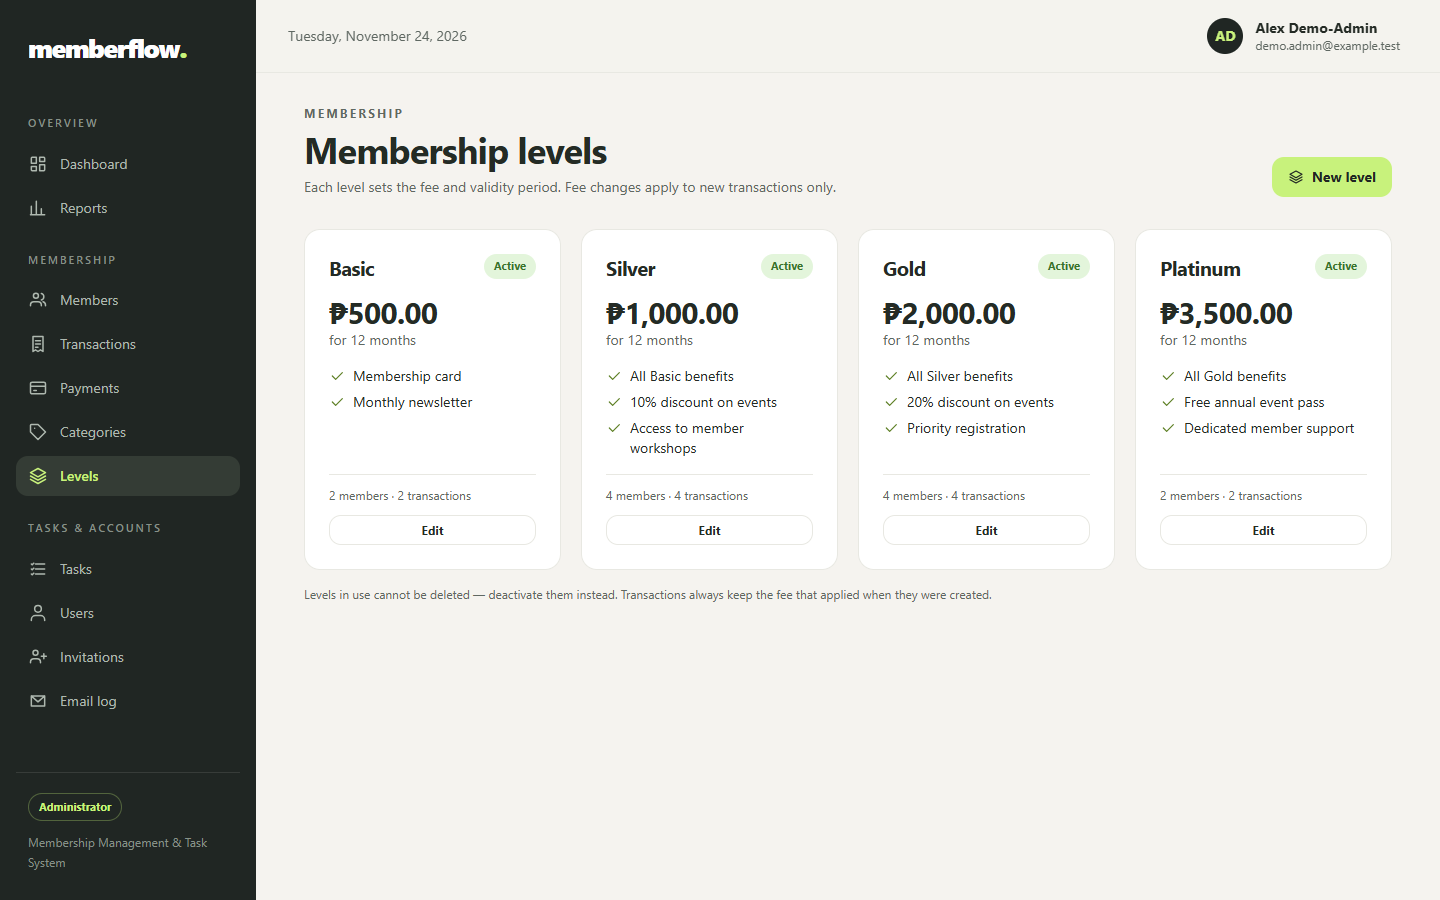 memberflow.
OVERVIEW
Dashboard
Reports
MEMBERSHIP
Members
Transactions
Payments
Categories
Levels
TASKS & ACCOUNTS
Tasks
Users
Invitations
Email log
Administrator
Membership Management & Task
System
Tuesday, November 24, 2026
AD
Alex Demo-Admin
demo.admin@example.test
MEMBERSHIP
Membership levels
Each level sets the fee and validity period. Fee changes apply to new transactions only.
New level
Basic
Active
₱500.00
for 12 months
Membership card
Monthly newsletter
2 members · 2 transactions
Edit
Silver
Active
₱1,000.00
for 12 months
All Basic benefits
10% discount on events
Access to member
workshops
4 members · 4 transactions
Edit
Gold
Active
₱2,000.00
for 12 months
All Silver benefits
20% discount on events
Priority registration
4 members · 4 transactions
Edit
Platinum
Active
₱3,500.00
for 12 months
All Gold benefits
Free annual event pass
Dedicated member support
2 members · 2 transactions
Edit
Levels in use cannot be deleted — deactivate them instead. Transactions always keep the fee that applied when they were created.